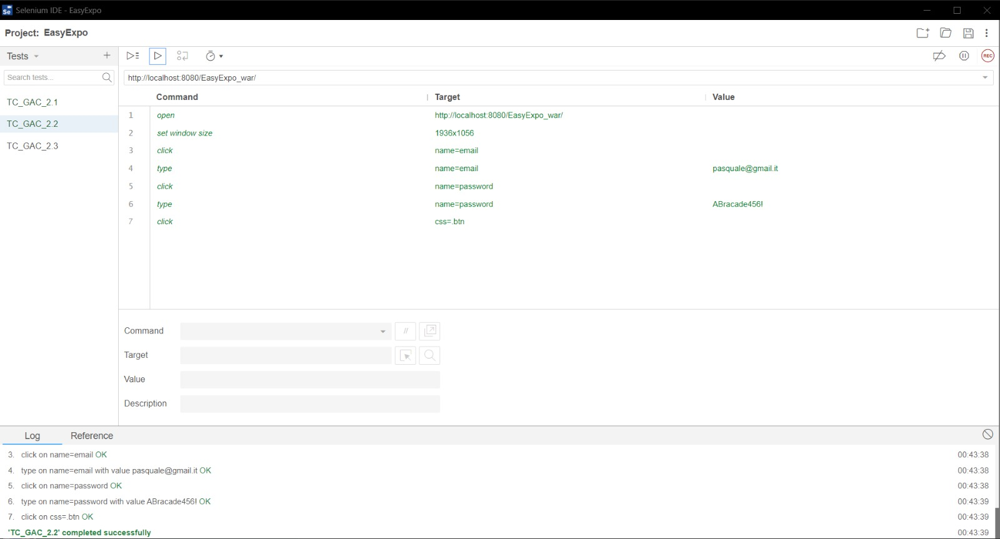 Selenium IDE - EasyExpo
Project: EasyExpo
Tests
Search tests...
TC_GAC_2.1
TC_GAC_2.2
TC_GAC_2.3
REC
http://localhost:8080/EasyExpo_war/
Command Target Value
1 open http://localhost:8080/EasyExpo_war/
2 set window size 1936x1056
3 click name=email
4 type name=email pasquale@gmail.it
5 click name=password
6 type name=password ABracade456!
7 click css=.btn
Command //
Target
Value
Description
Log Reference
3. click on name=email OK 00:43:38
4. type on name=email with value pasquale@gmail.it OK 00:43:38
5. click on name=password OK 00:43:38
6. type on name=password with value ABracade456! OK 00:43:39
7. click on css=.btn OK 00:43:39
'TC_GAC_2.2' completed successfully 00:43:39